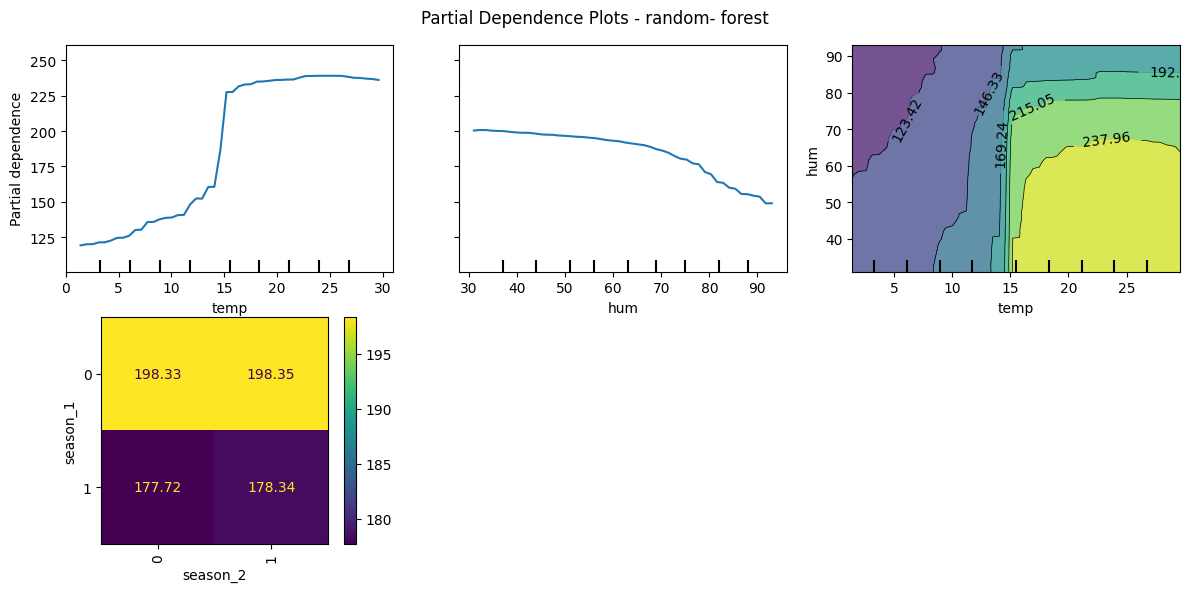 Partial Dependence Plots - random- forest
Partial dependence
250
225
200
175
150
125
0 5 10 15 20 25 30
temp
30 40 50 60 70 80 90
hum
hum
90
80
70
60
50
40
123.42
146.33
169.24
215.05
192.
237.96
5 10 15 20 25
temp
season_1
0
1
198.33 198.35
177.72 178.34
0 1
season_2
195
190
185
180